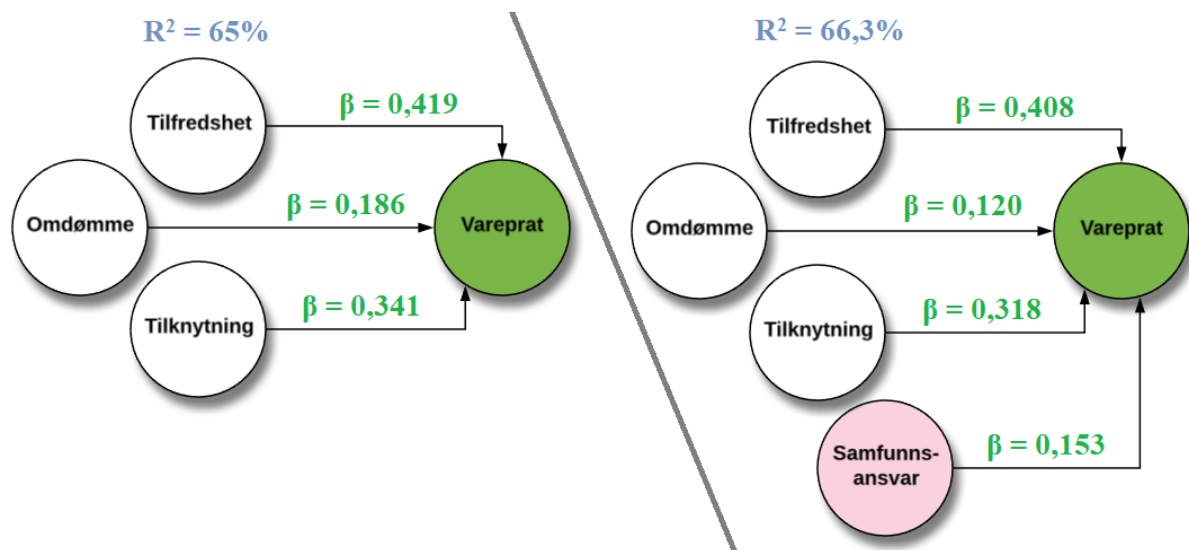 R² = 65%
Tilfredshet
β = 0,419
Omdømme
β = 0,186
Vareprat
Tilknytning
β = 0,341
R² = 66,3%
Tilfredshet
β = 0,408
Omdømme
β = 0,120
Vareprat
Tilknytning
β = 0,318
Samfunns-
ansvar
β = 0,153